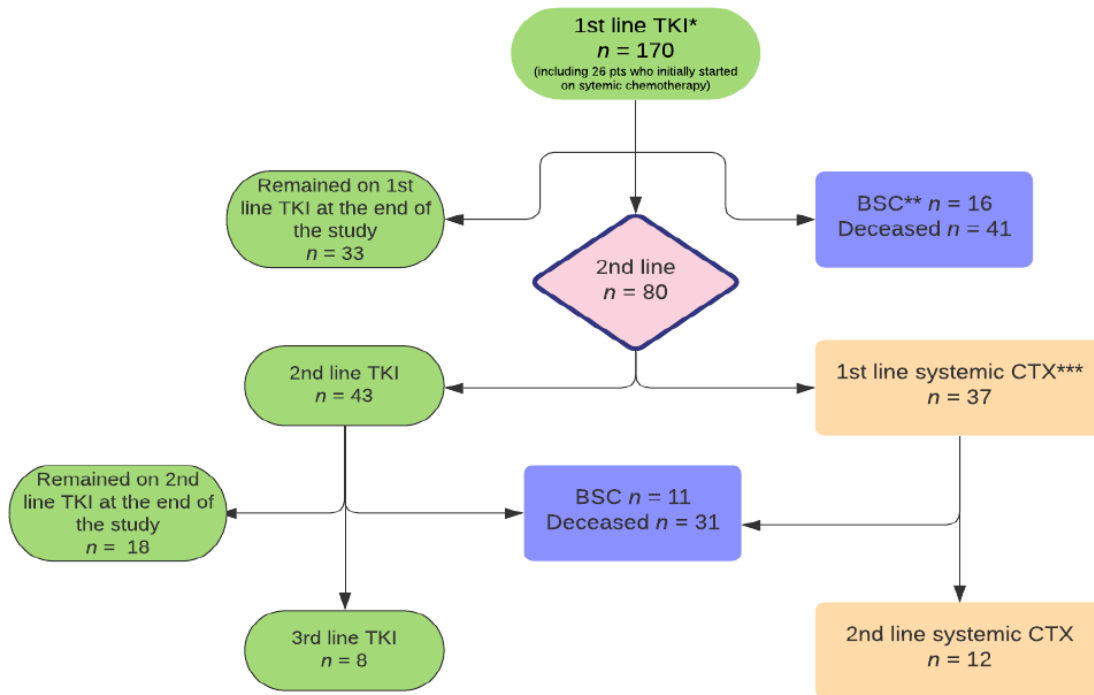 1st line TKI*
n = 170
(including 26 pts who initially started
on sytemic chemotherapy)
Remained on 1st
line TKI at the end of
the study
n = 33
BSC** n = 16
Deceased n = 41
2nd line
n = 80
2nd line TKI
n = 43
1st line systemic CTX***
n = 37
Remained on 2nd
line TKI at the end of
the study
n = 18
BSC n = 11
Deceased n = 31
3rd line TKI
n = 8
2nd line systemic CTX
n = 12